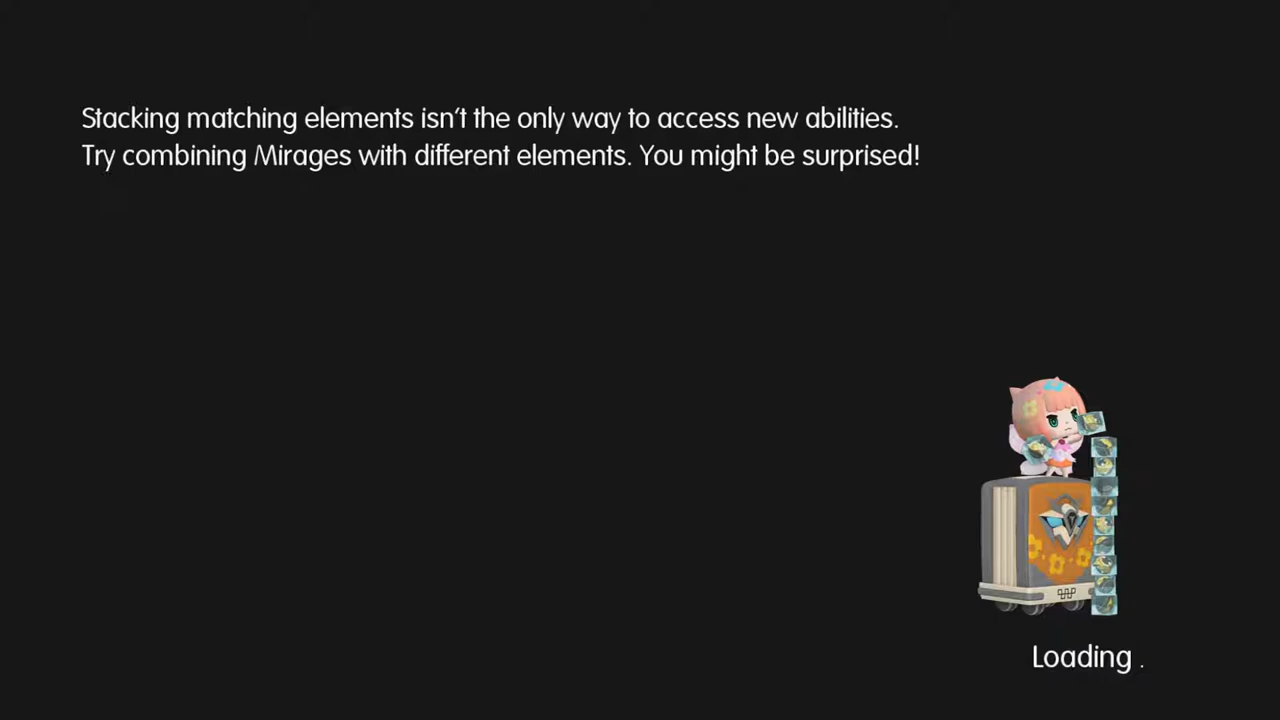 Stacking matching elements isn't the only way to access new abilities.
Try combining Mirages with different elements. You might be surprised!
Loading .